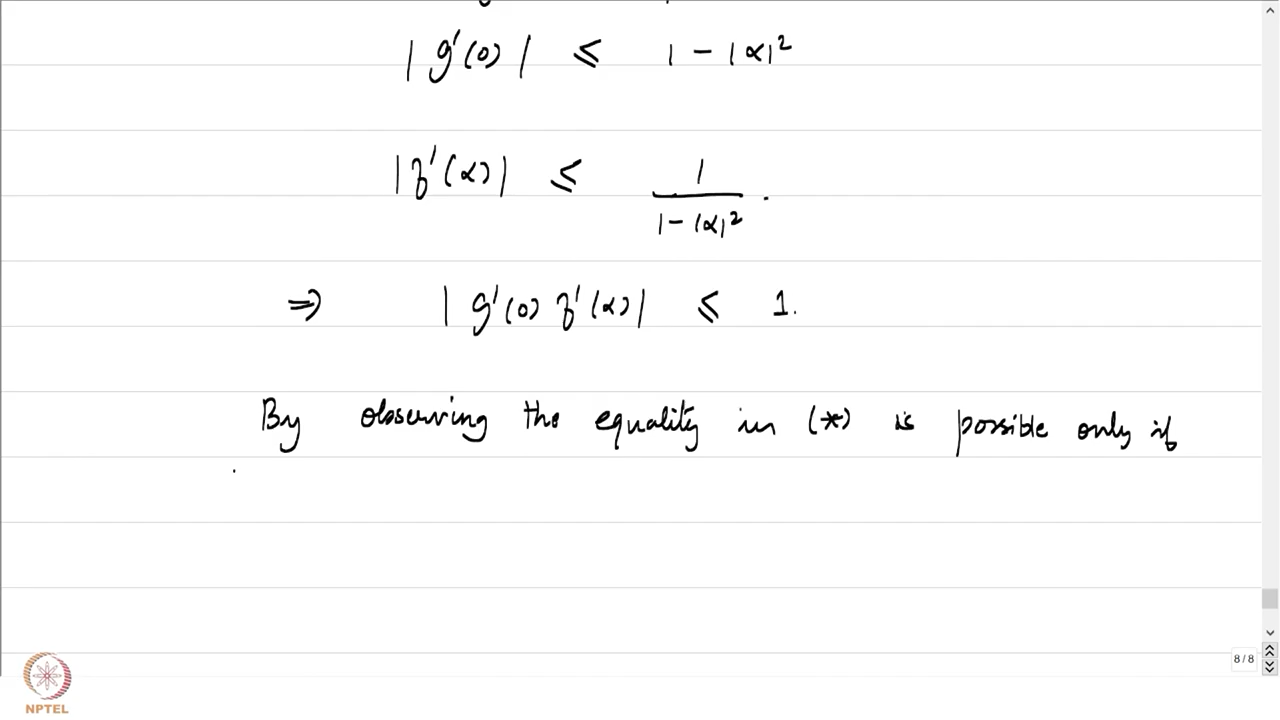 |g'(0)| ≤ 1 - |α|²
|f'(α)| ≤ 1/(1 - |α|²).
⇒ |g'(0) f'(α)| ≤ 1.
By observing the equality in (*) is possible only if
8 / 8
NPTEL